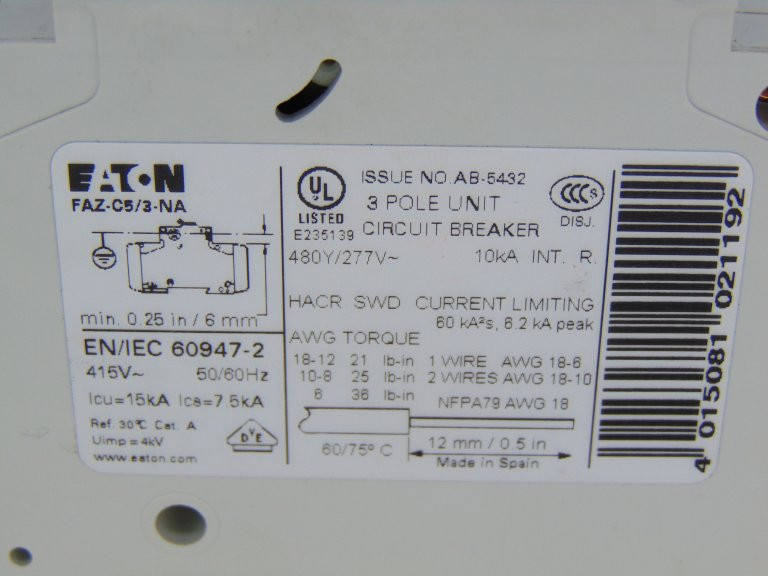 EATON
FAZ-C5/3-NA
min. 0.25 in / 6 mm
EN/IEC 60947-2
415V~ 50/60Hz
Icu=15kA Ics=7.5kA
Ref. 30°C Cat. A
Uimp = 4kV
www.eaton.com
DVE
UL
LISTED
E235139
ISSUE NO. AB-5432
3 POLE UNIT
CIRCUIT BREAKER
CCC S
DISJ.
480Y/277V~ 10kA INT. R.
HACR SWD CURRENT LIMITING
60 kA²s, 6.2 kA peak
AWG TORQUE
18-12 21 lb-in 1 WIRE AWG 18-6
10-8 25 lb-in 2 WIRES AWG 18-10
6 36 lb-in NFPA79 AWG 18
60/75° C
12 mm / 0.5 in
Made in Spain
4 015081 021192